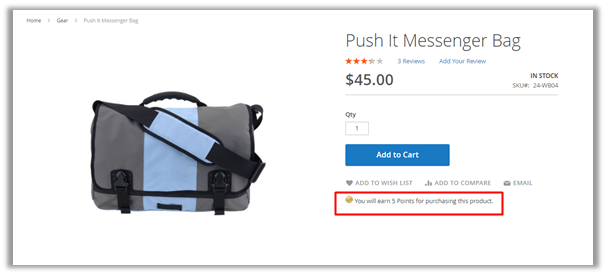 Home > Gear > Push It Messenger Bag
Push It Messenger Bag
3 Reviews Add Your Review
$45.00
IN STOCK
SKU#: 24-WB04
Qty
1
Add to Cart
ADD TO WISH LIST ADD TO COMPARE EMAIL
You will earn 5 Points for purchasing this product.